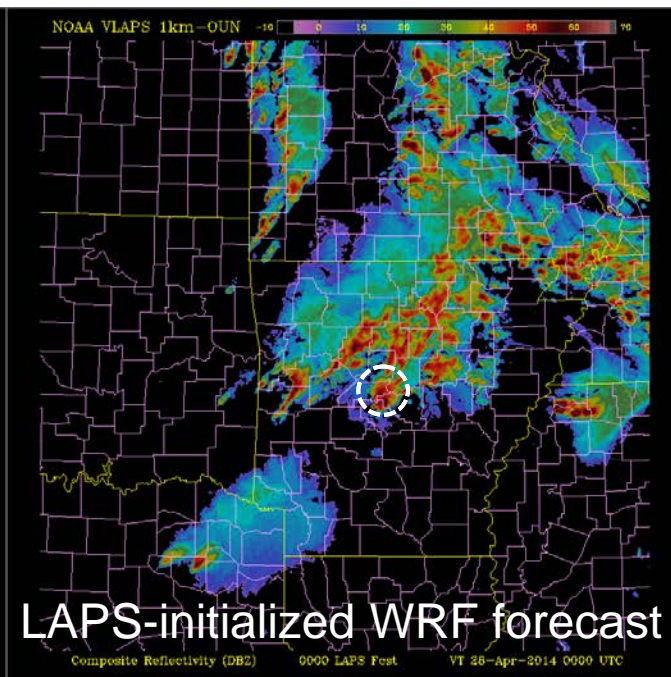 NOAA VLAPS 1km-OUN -10 0 10 20 30 40 50 60 70
LAPS-initialized WRF forecast
Composite Reflectivity (DBZ) 0000 LAPS Fcst VT 28-Apr-2014 0000 UTC